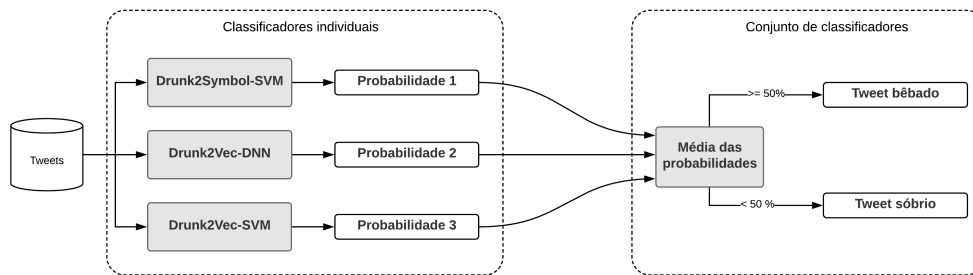 Classificadores individuais
Conjunto de classificadores
Drunk2Symbol-SVM
Probabilidade 1
>= 50%
Tweet bêbado
Tweets
Drunk2Vec-DNN
Probabilidade 2
Média das
probabilidades
Drunk2Vec-SVM
Probabilidade 3
< 50 %
Tweet sóbrio